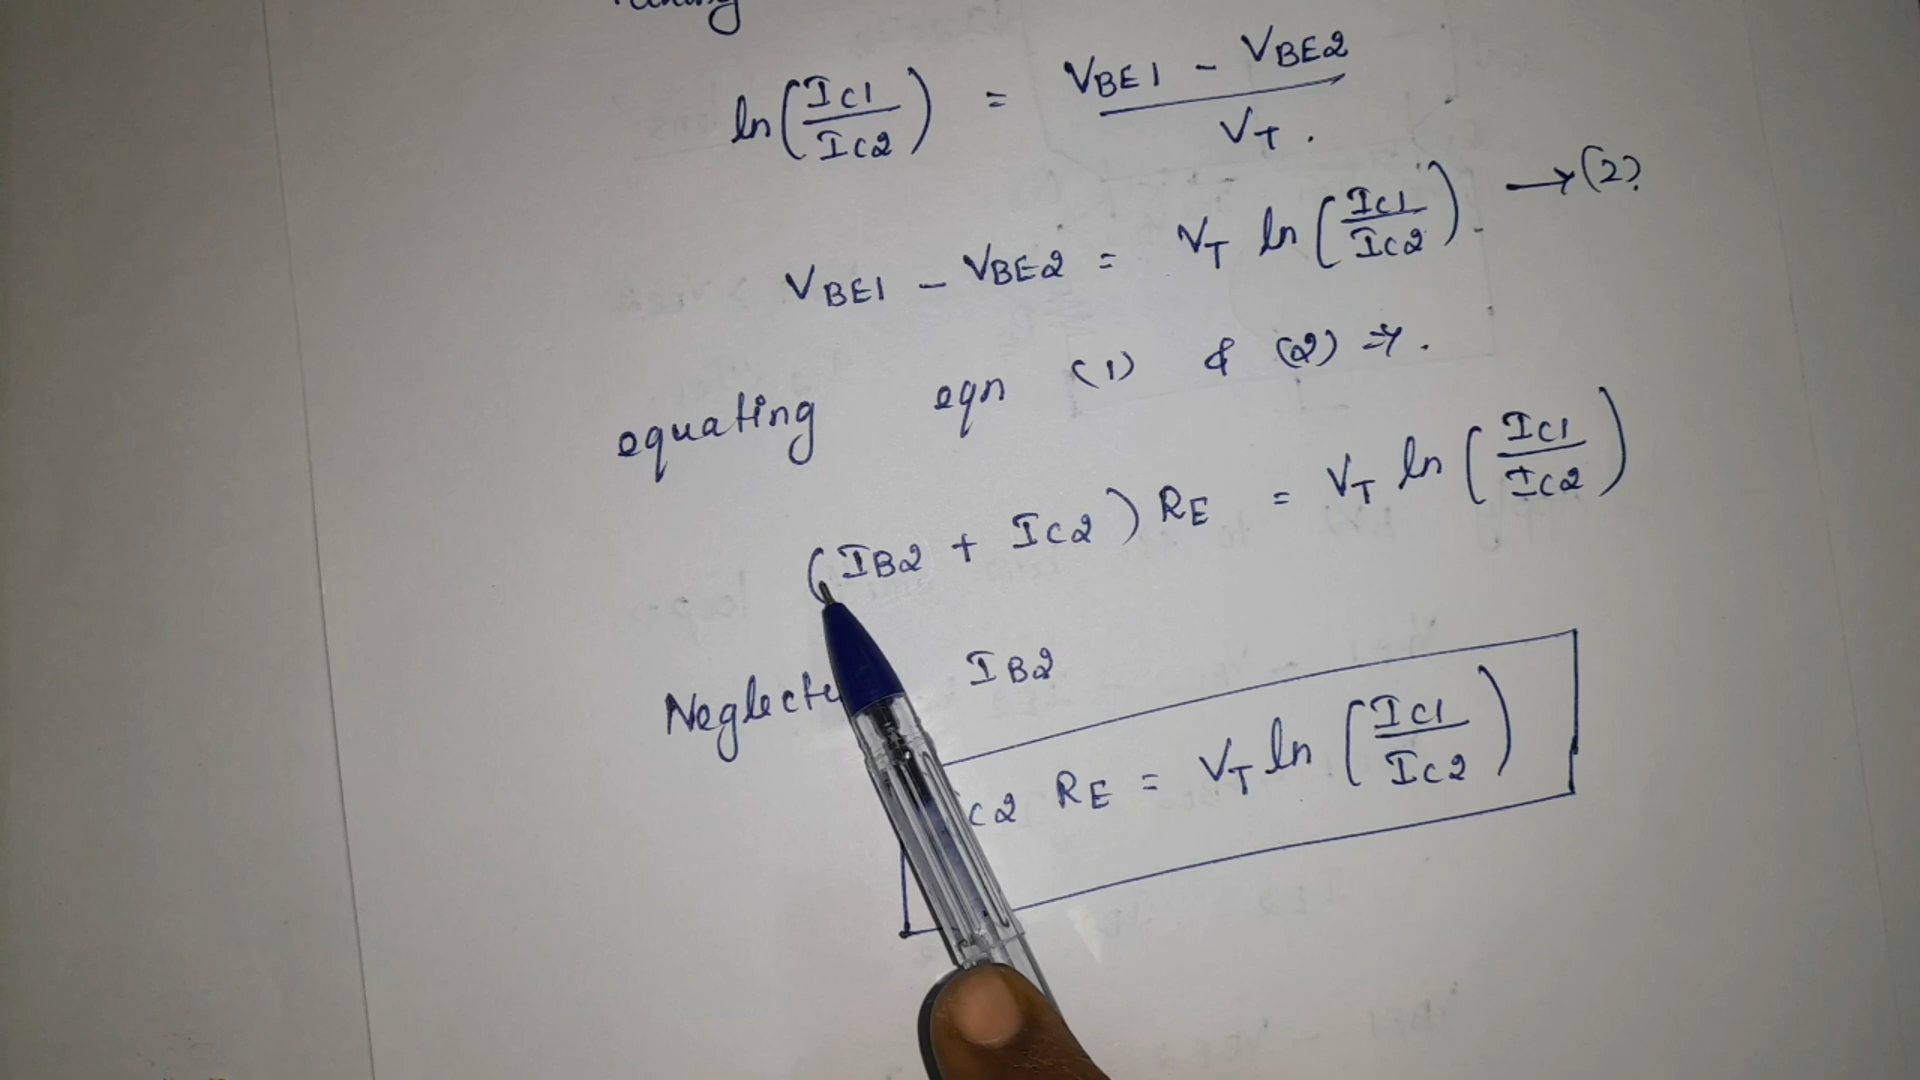 ln(IC1/IC2) = (VBE1 - VBE2)/VT.
VBE1 - VBE2 = VT ln(IC1/IC2). → (2).
equating eqn (1) & (2) ⇒.
(IB2 + IC2) RE = VT ln(IC1/IC2)
IB2
C2 RE = VT ln(IC1/IC2)